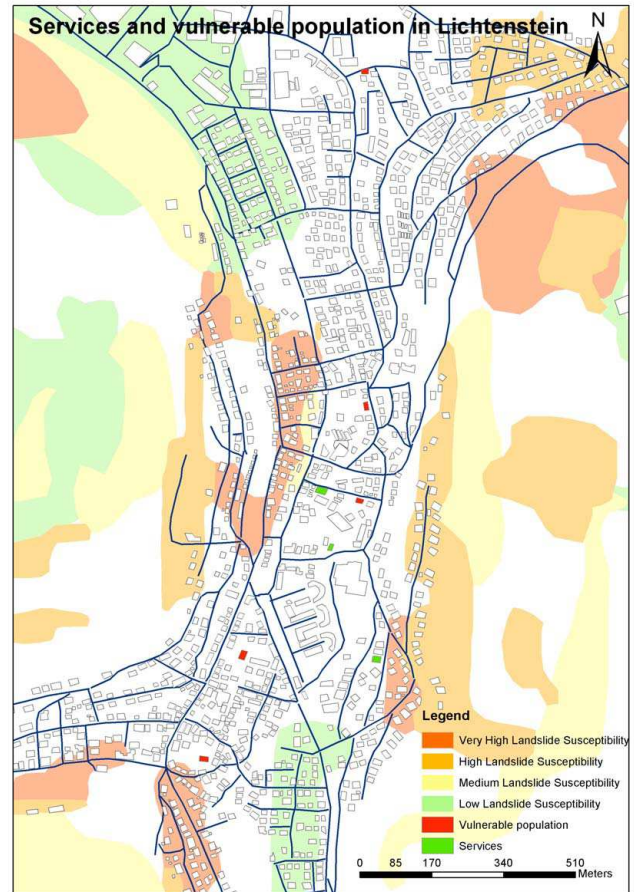 Services and vulnerable population in Lichtenstein
N
Legend
Very High Landslide Susceptibility
High Landslide Susceptibility
Medium Landslide Susceptibility
Low Landslide Susceptibility
Vulnerable population
Services
0 85 170 340 510
Meters